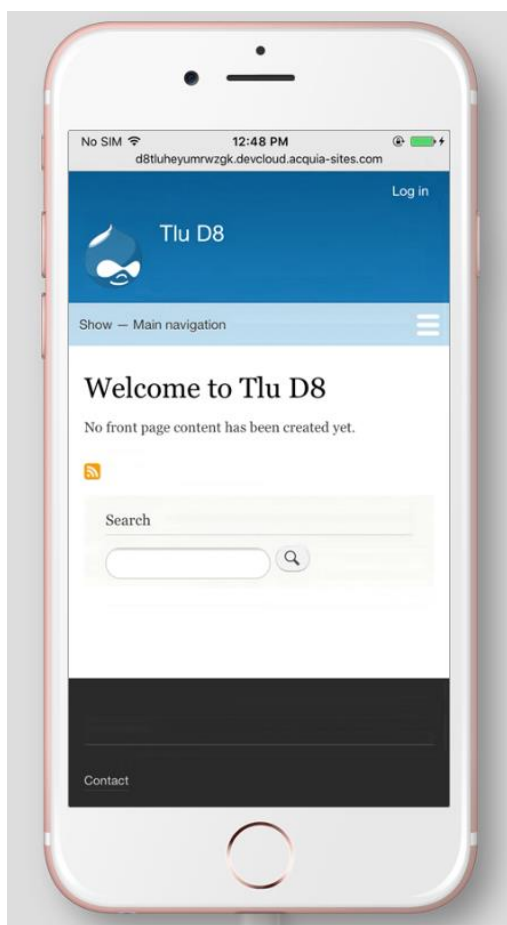 No SIM 12:48 PM
d8tluheyumrwzgk.devcloud.acquia-sites.com
Log in
Tlu D8
Show — Main navigation
Welcome to Tlu D8
No front page content has been created yet.
Search
Contact